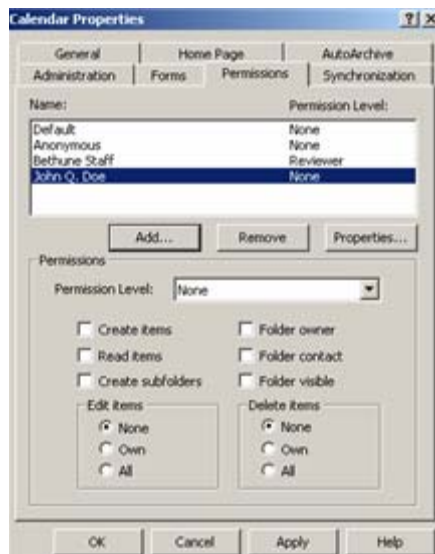 Calendar Properties
General Home Page AutoArchive
Administration Forms Permissions Synchronization
Name: Permission Level:
Default None
Anonymous None
Bethune Staff Reviewer
John Q. Doe None
Add... Remove Properties...
Permissions
Permission Level: None
Create items Folder owner
Read items Folder contact
Create subfolders Folder visible
Edit items Delete items
None None
Own Own
All All
OK Cancel Apply Help